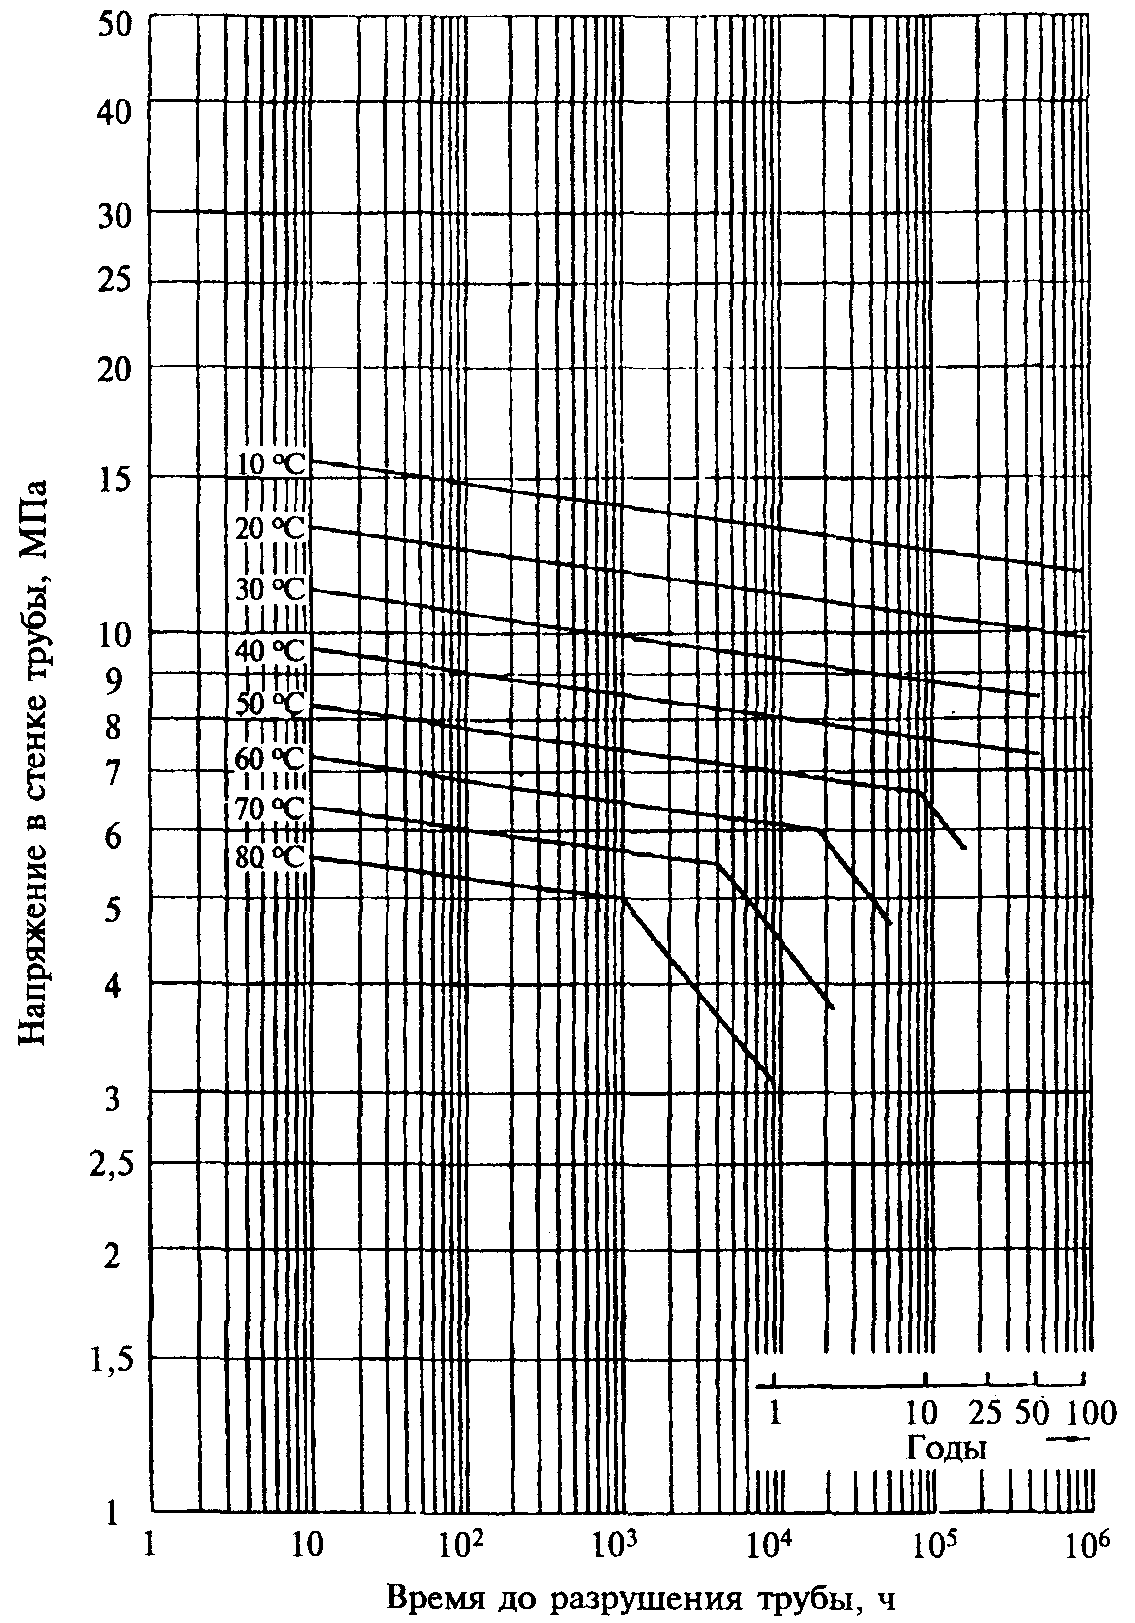 50
40
30
25
20
15
10
9
8
7
6
5
4
3
2,5
2
1,5
1
Напряжение в стенке трубы, МПа
10 °C
20 °C
30 °C
40 °C
50 °C
60 °C
70 °C
80 °C
1 10 25 50 100
Годы
1 10 10² 10³ 10⁴ 10⁵ 10⁶
Время до разрушения трубы, ч